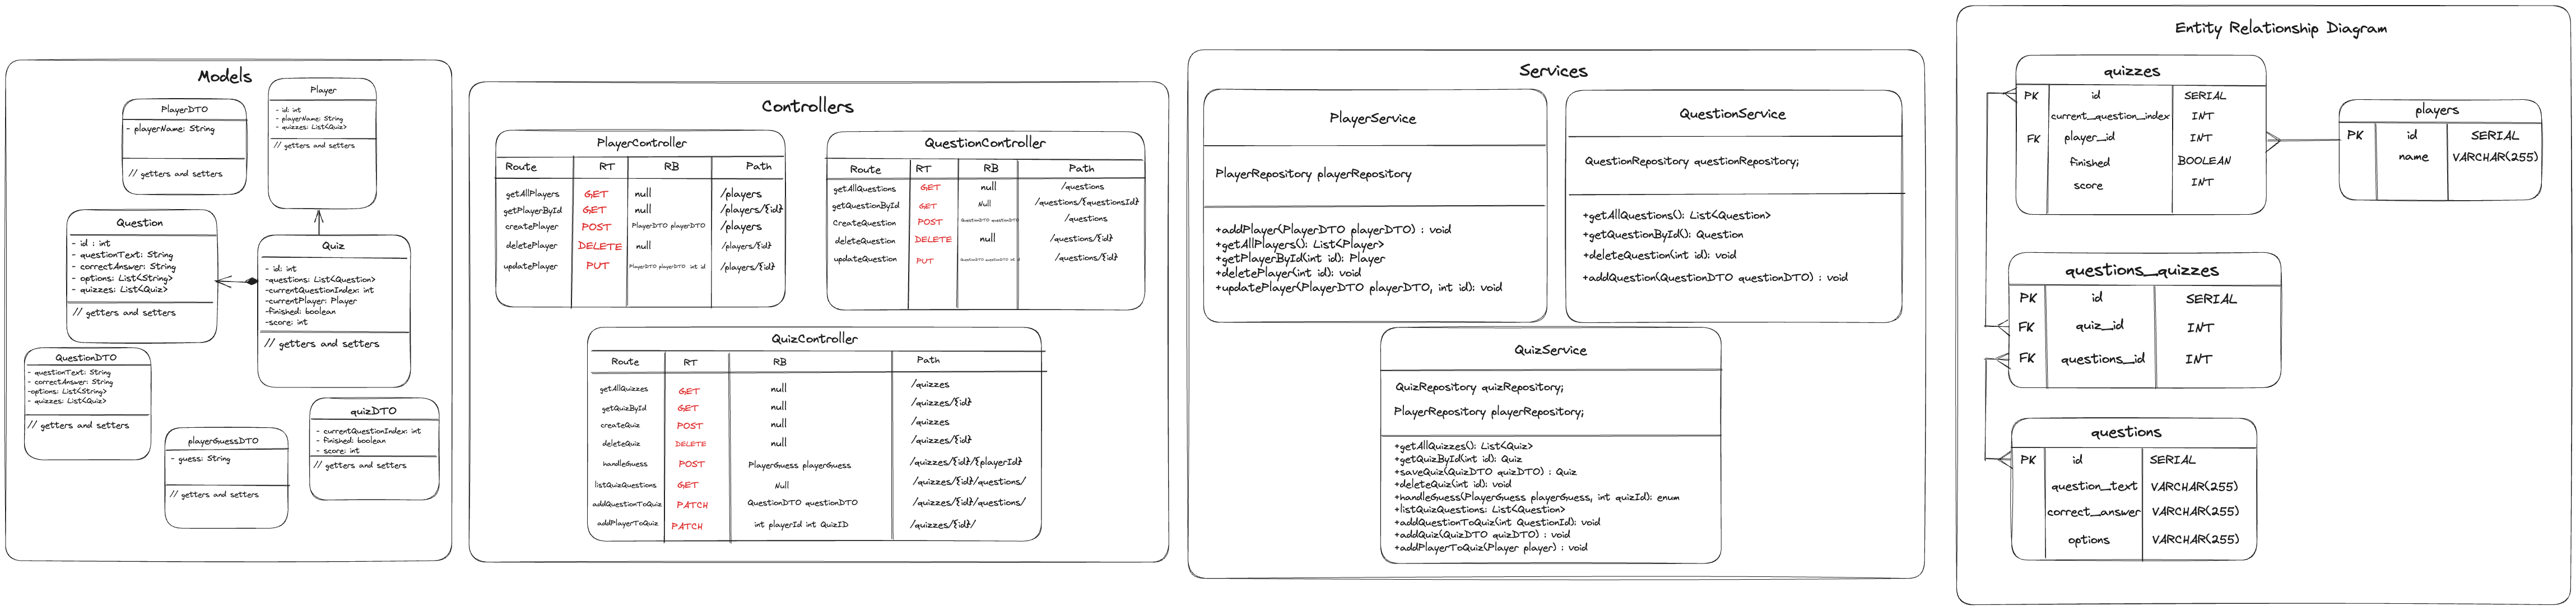 Models
PlayerDTO
- playerName: String
// getters and setters
Player
- id: int
- playerName: String
- quizzes: List<Quiz>
// getters and setters
Question
- id : int
- questionText: String
- correctAnswer: String
- options: List<String>
- quizzes: List<Quiz>
// getters and setters
Quiz
- id: int
-questions: List<Question>
-currentQuestionIndex: int
-currentPlayer: Player
-finished: boolean
-score: int
// getters and setters
QuestionDTO
- questionText: String
- correctAnswer: String
-options: List<String>
- quizzes: List<Quiz>
// getters and setters
playerGuessDTO
- guess: String
// getters and setters
quizDTO
- currentQuestionIndex: int
- finished: boolean
- score: int
// getters and setters
Controllers
PlayerController
Route RT RB Path
getAllPlayers GET null /players
getPlayerById GET null /players/{id}
createPlayer POST PlayerDTO playerDTO /players
deletePlayer DELETE null /players/{id}
updatePlayer PUT PlayerDTO playerDTO int id /players/{id}
QuestionController
Route RT RB Path
getAllQuestions GET null /questions
getQuestionById GET Null /questions/{questionsId}
createQuestion POST QuestionDTO questionDTO /questions
deleteQuestion DELETE null /questions/{id}
updateQuestion PUT QuestionDTO questionDTO int id /questions/{id}
QuizController
Route RT RB Path
getAllQuizzes GET null /quizzes
getQuizById GET null /quizzes/{id}
createQuiz POST null /quizzes
deleteQuiz DELETE null /quizzes/{id}
handleGuess POST PlayerGuess playerGuess /quizzes/{id}/{playerId}
listQuizQuestions GET Null /quizzes/{id}/questions/
addQuestionToQuiz PATCH QuestionDTO questionDTO /quizzes/{id}/questions/
addPlayerToQuiz PATCH int playerId int QuizID /quizzes/{id}/
Services
PlayerService
PlayerRepository playerRepository
+addPlayer(PlayerDTO playerDTO) : void
+getAllPlayers(): List<Player>
+getPlayerById(int id): Player
+deletePlayer(int id): void
+updatePlayer(PlayerDTO playerDTO, int id): void
QuestionService
QuestionRepository questionRepository;
+getAllQuestions(): List<Question>
+getQuestionById(): Question
+deleteQuestion(int id): void
+addQuestion(QuestionDTO questionDTO) : void
QuizService
QuizRepository quizRepository;
PlayerRepository playerRepository;
+getAllQuizzes(): List<Quiz>
+getQuizById(int id): Quiz
+saveQuiz(QuizDTO quizDTO) : Quiz
+deleteQuiz(int id): void
+handleGuess(PlayerGuess playerGuess, int quizId): enum
+listQuizQuestions: List<Question>
+addQuestionToQuiz(int QuestionId): void
+addQuiz(QuizDTO quizDTO) : void
+addPlayerToQuiz(Player player) : void
Entity Relationship Diagram
quizzes
PK id SERIAL
current_question_index INT
FK player_id INT
finished BOOLEAN
score INT
players
PK id SERIAL
name VARCHAR(255)
questions_quizzes
PK id SERIAL
FK quiz_id INT
FK questions_id INT
questions
PK id SERIAL
question_text VARCHAR(255)
correct_answer VARCHAR(255)
options VARCHAR(255)